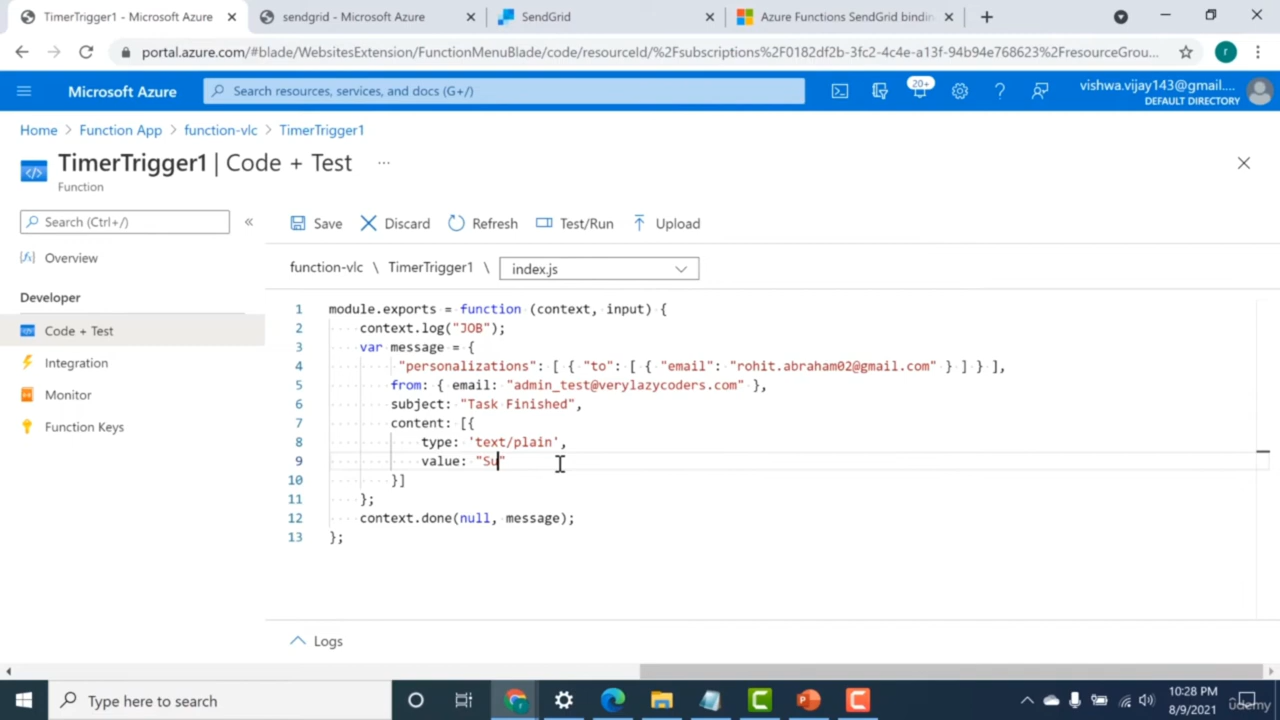 TimerTrigger1 - Microsoft Azure
sendgrid - Microsoft Azure
SendGrid
Azure Functions SendGrid bindin
portal.azure.com/#blade/WebsitesExtension/FunctionMenuBlade/code/resourceId/%2Fsubscriptions%2F0182df2b-3fc2-4c4e-a13f-94b94e768623%2FresourceGrou...
r
Microsoft Azure
Search resources, services, and docs (G+/)
20+
vishwa.vijay143@gmail....
DEFAULT DIRECTORY
Home > Function App > function-vlc > TimerTrigger1
TimerTrigger1 | Code + Test ...
Function
Search (Ctrl+/)
«
Save
Discard
Refresh
Test/Run
Upload
Overview
Developer
Code + Test
Integration
Monitor
Function Keys
function-vlc \ TimerTrigger1 \ index.js
1 module.exports = function (context, input) {
2 context.log("JOB");
3 var message = {
4 "personalizations": [ { "to": [ { "email": "rohit.abraham02@gmail.com" } ] } ],
5 from: { email: "admin_test@verylazycoders.com" },
6 subject: "Task Finished",
7 content: [{
8 type: 'text/plain',
9 value: "Su"
10 }]
11 };
12 context.done(null, message);
13 };
Logs
Type here to search
10:28 PM
8/9/2021
udemy